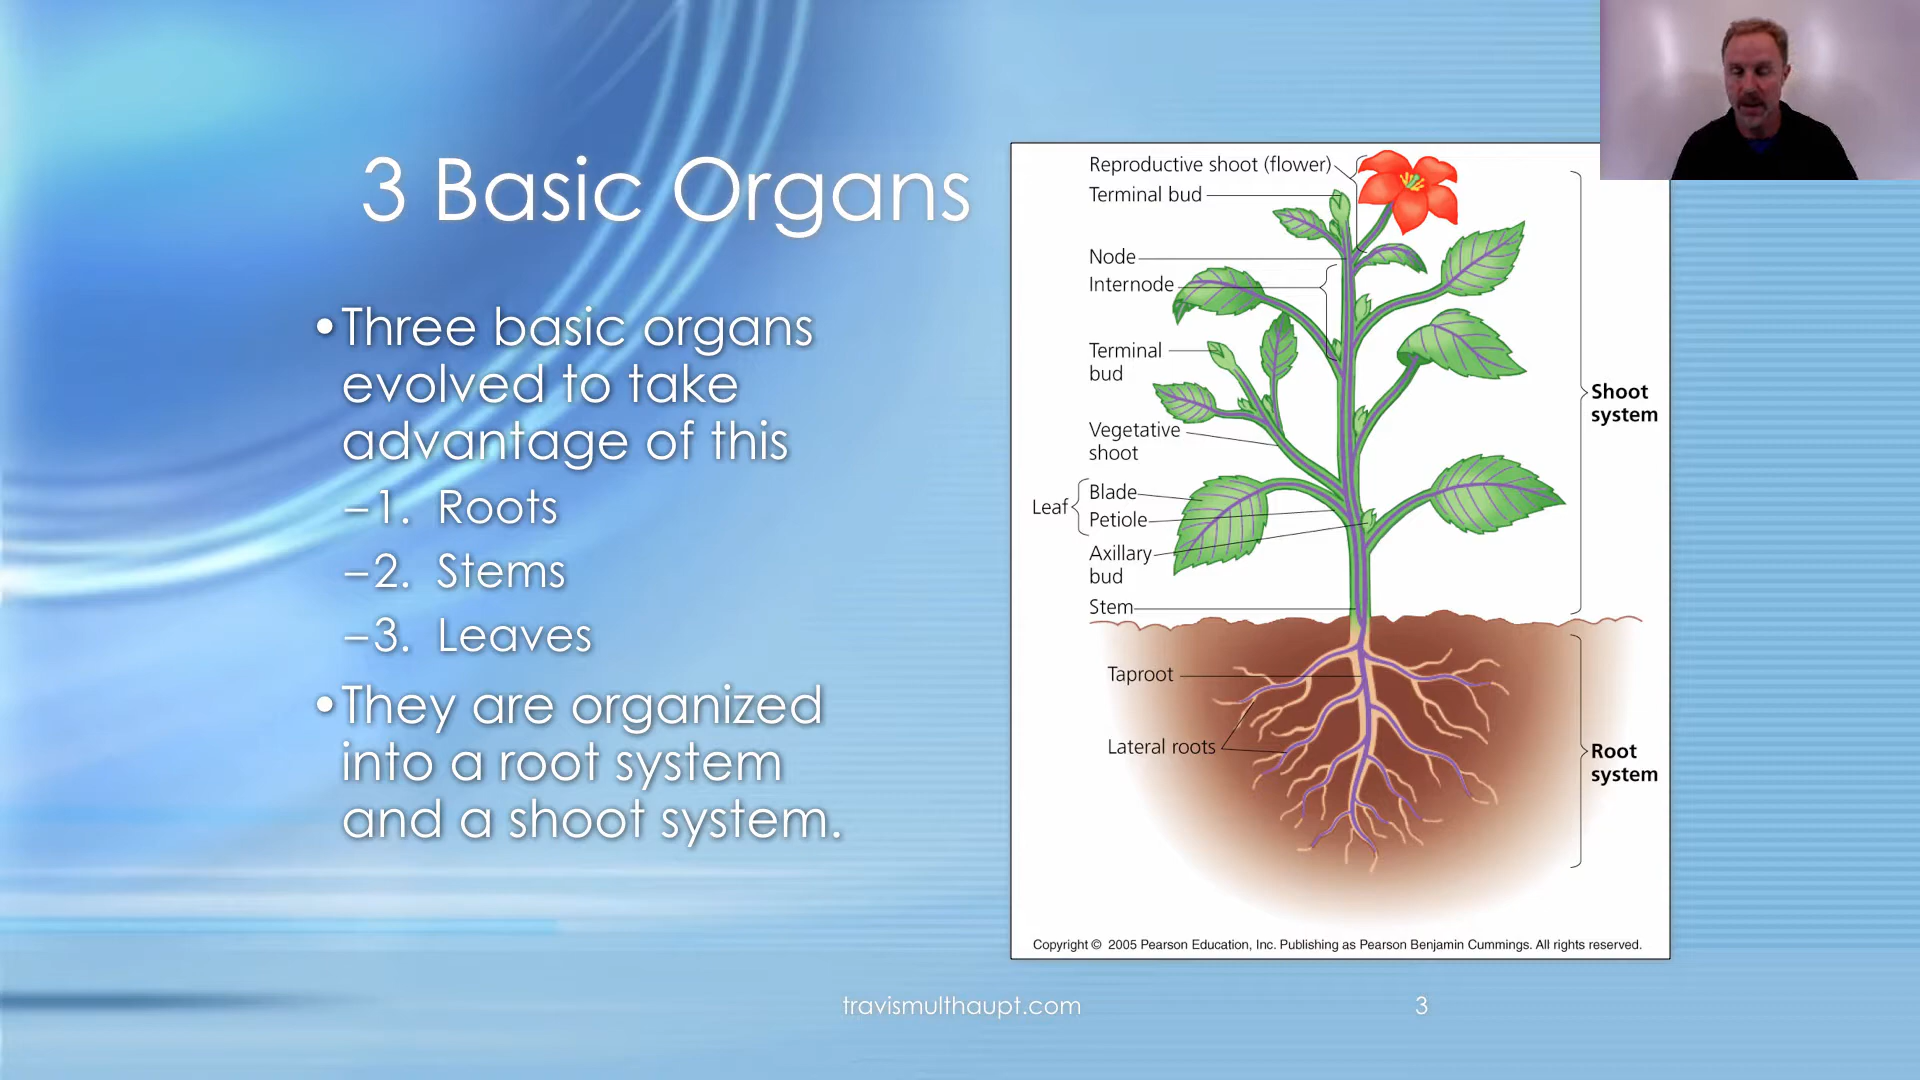 3 Basic Organs
•Three basic organs
evolved to take
advantage of this
–1. Roots
–2. Stems
–3. Leaves
•They are organized
into a root system
and a shoot system.
Reproductive shoot (flower)
Terminal bud
Node
Internode
Terminal
bud
Vegetative
shoot
Leaf
Blade
Petiole
Axillary
bud
Stem
Shoot
system
Taproot
Lateral roots
Root
system
Copyright © 2005 Pearson Education, Inc. Publishing as Pearson Benjamin Cummings. All rights reserved.
travismulthaupt.com
3